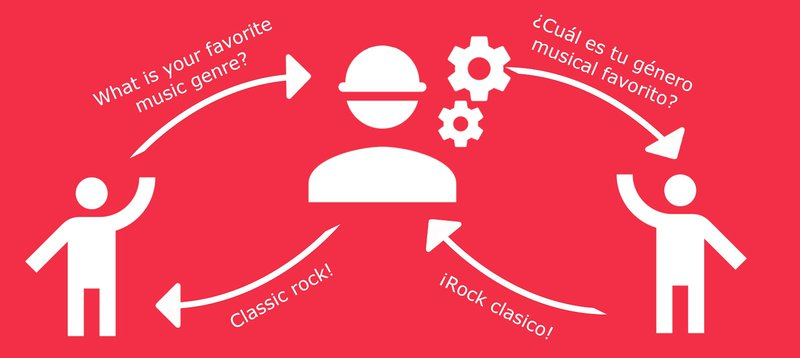 What is your favorite
music genre?
¿Cuál es tu género
musical favorito?
Classic rock!
¡Rock clasico!